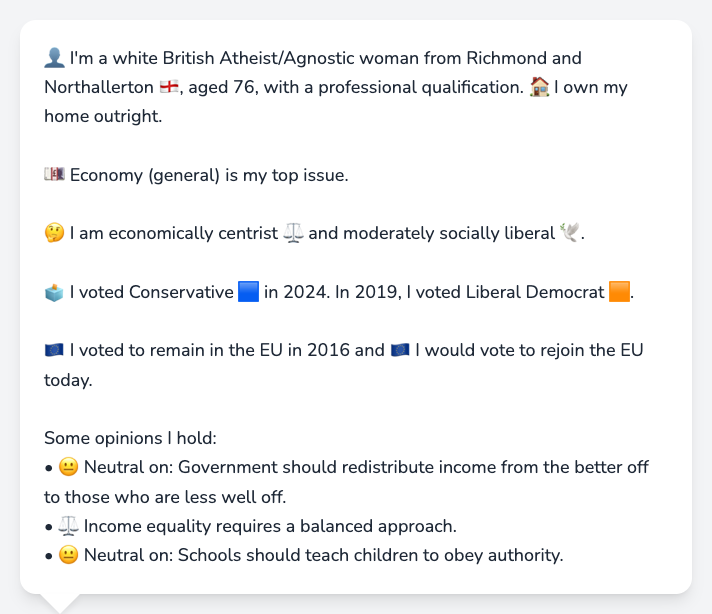 👤 I'm a white British Atheist/Agnostic woman from Richmond and
Northallerton 🏴󠁧󠁢󠁥󠁮󠁧󠁿, aged 76, with a professional qualification. 🏠 I own my
home outright.
💷 Economy (general) is my top issue.
🤔 I am economically centrist ⚖️ and moderately socially liberal 🕊️.
🗳️ I voted Conservative 🟦 in 2024. In 2019, I voted Liberal Democrat 🟧.
🇪🇺 I voted to remain in the EU in 2016 and 🇪🇺 I would vote to rejoin the EU
today.
Some opinions I hold:
• 😐 Neutral on: Government should redistribute income from the better off
to those who are less well off.
• ⚖️ Income equality requires a balanced approach.
• 😐 Neutral on: Schools should teach children to obey authority.